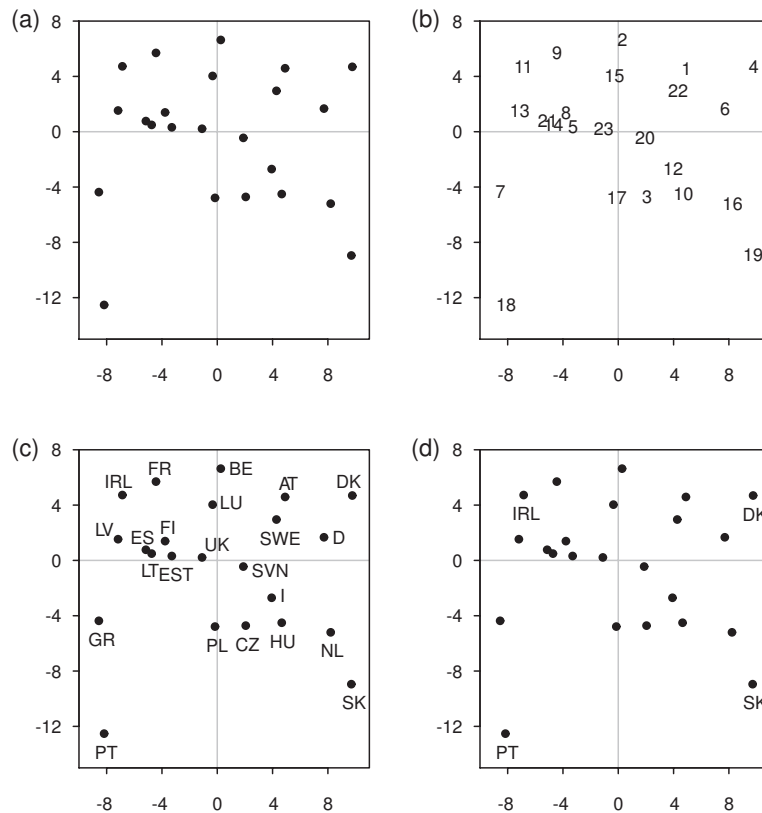 (a)
8
4
0
-4
-8
-12
-8 -4 0 4 8
(b)
8
4
0
-4
-8
-12
2
9
11 15 1 4
22
13 8 6
21 14 5 23
20
12
7 17 3 10 16
19
18
-8 -4 0 4 8
(c)
8
4
0
-4
-8
-12
FR BE
IRL AT DK
LU
LV ES FI UK SWE D
LT EST SVN
I
GR PL CZ HU NL
SK
PT
-8 -4 0 4 8
(d)
8
4
0
-4
-8
-12
IRL DK
SK
PT
-8 -4 0 4 8